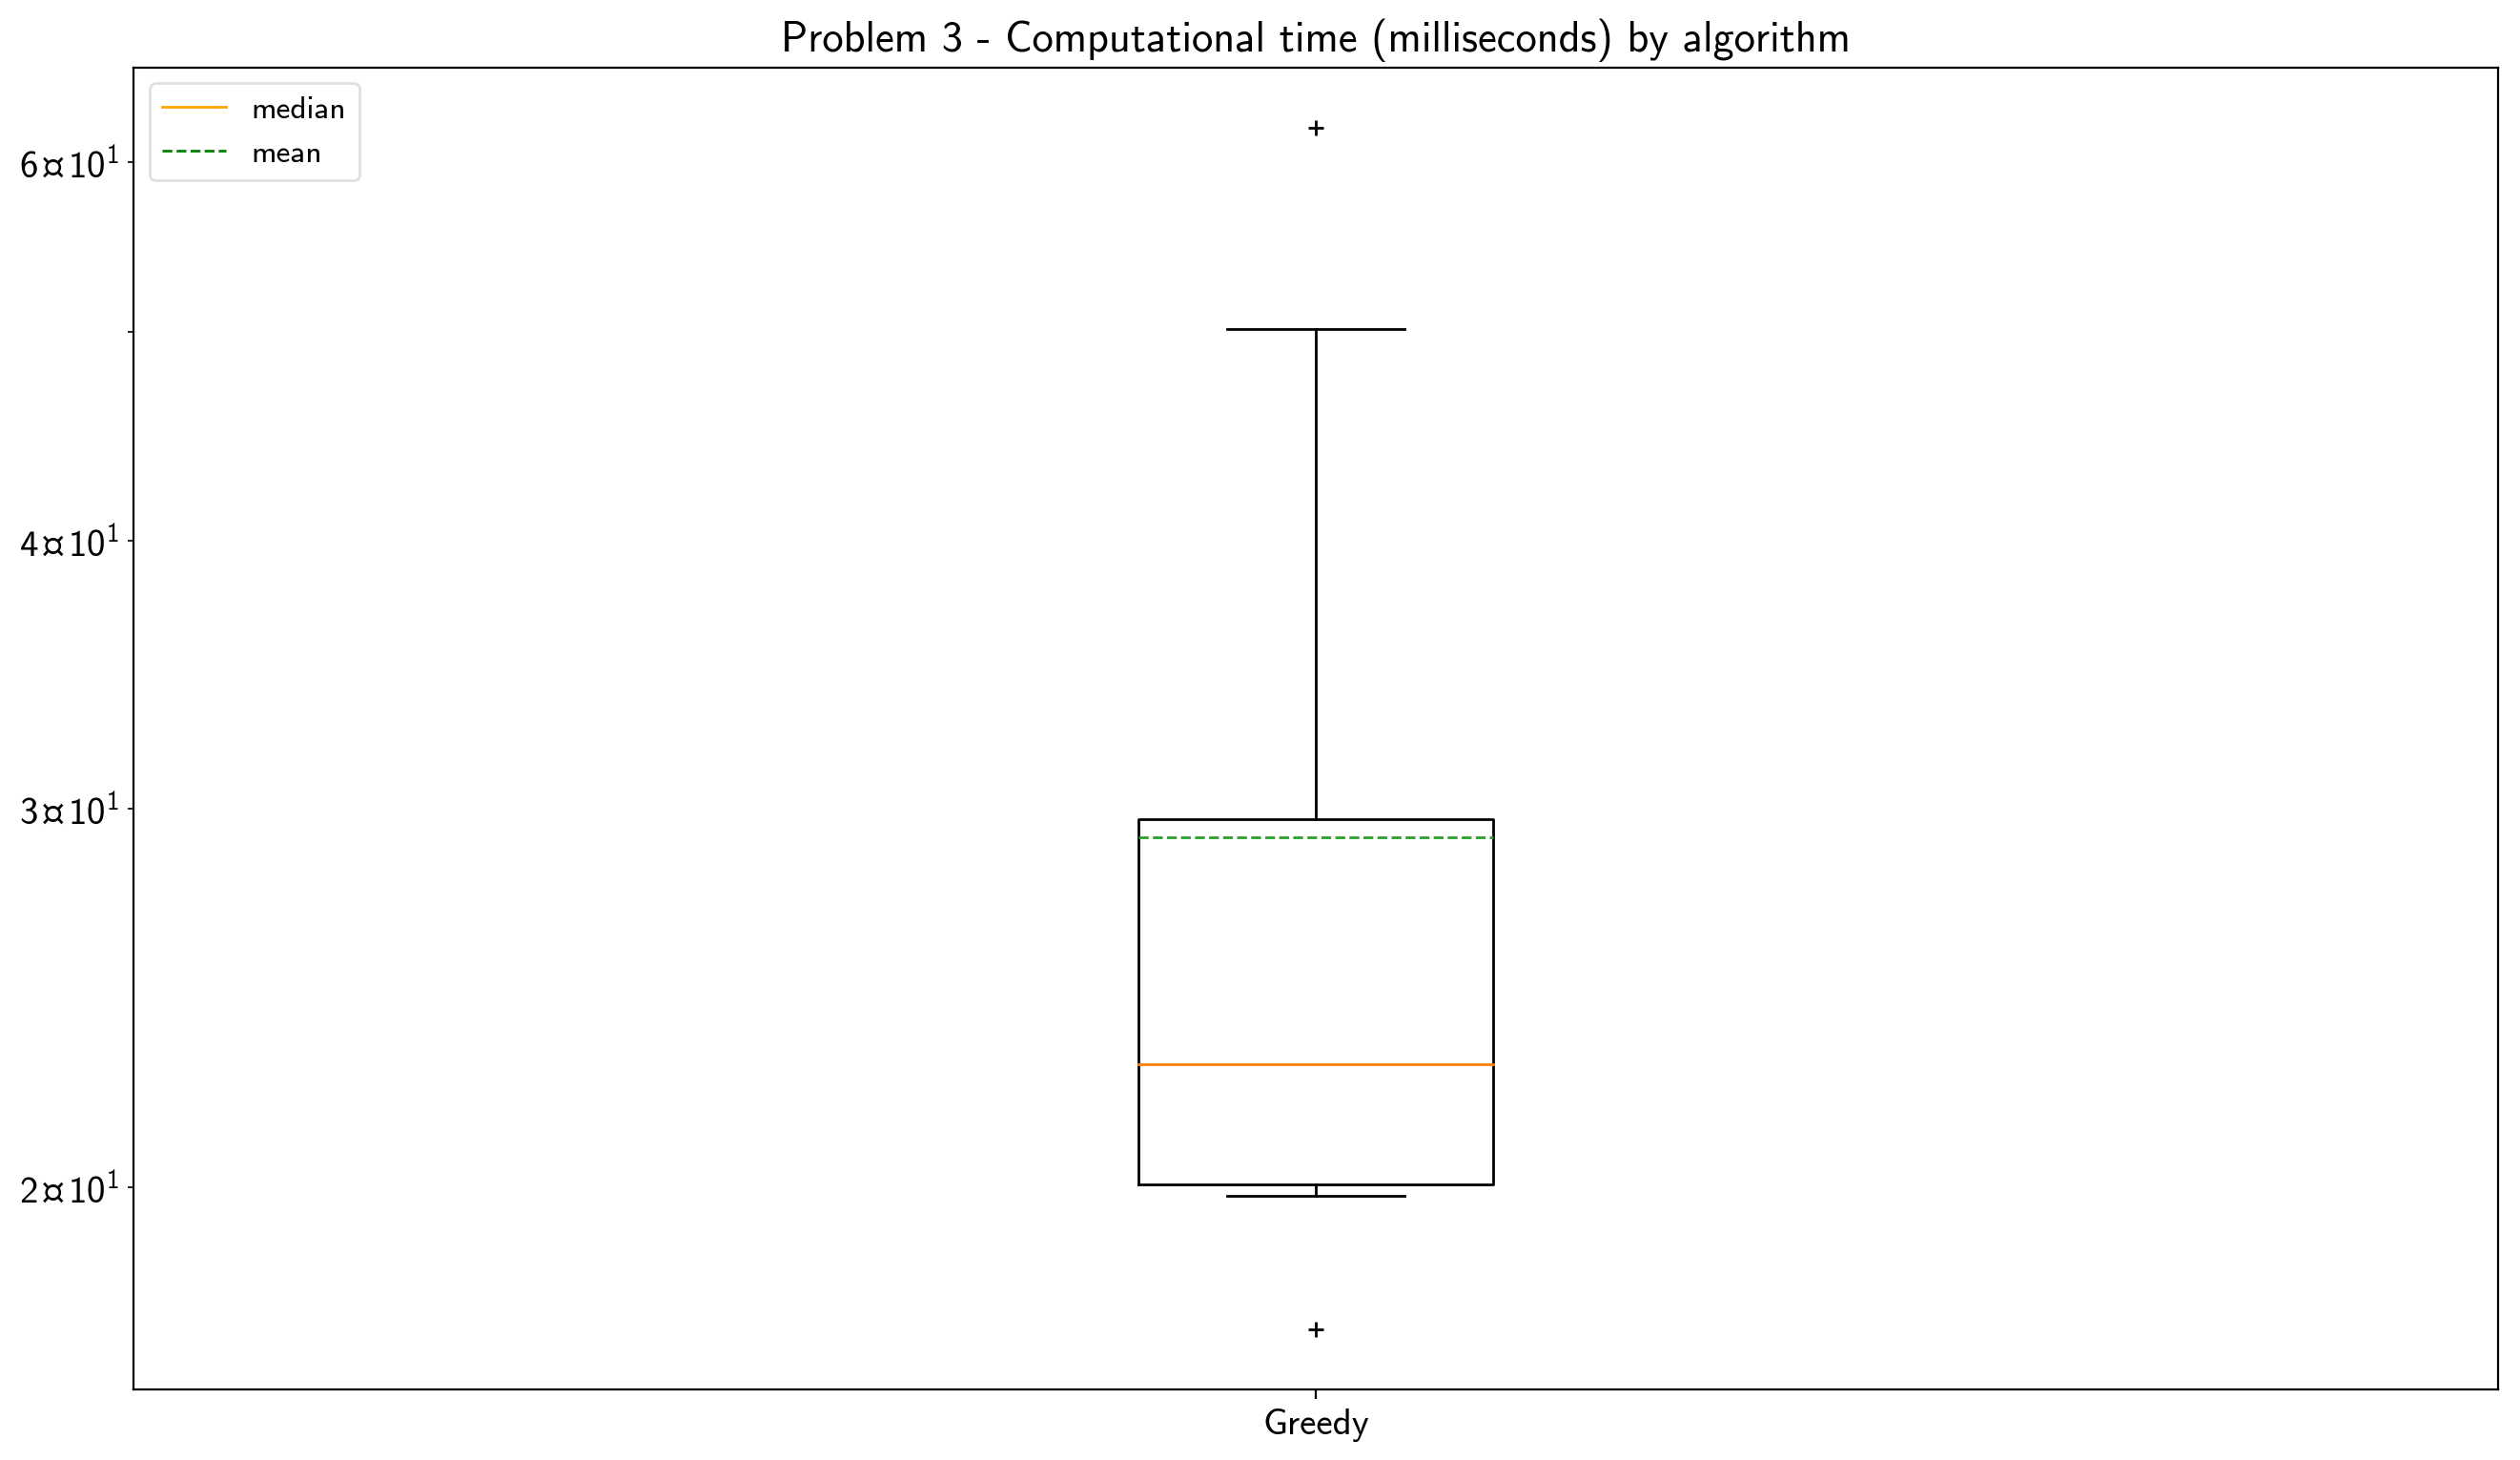 Problem 3 - Computational time (milliseconds) by algorithm
median
mean
6¤10¹
4¤10¹
3¤10¹
2¤10¹
Greedy